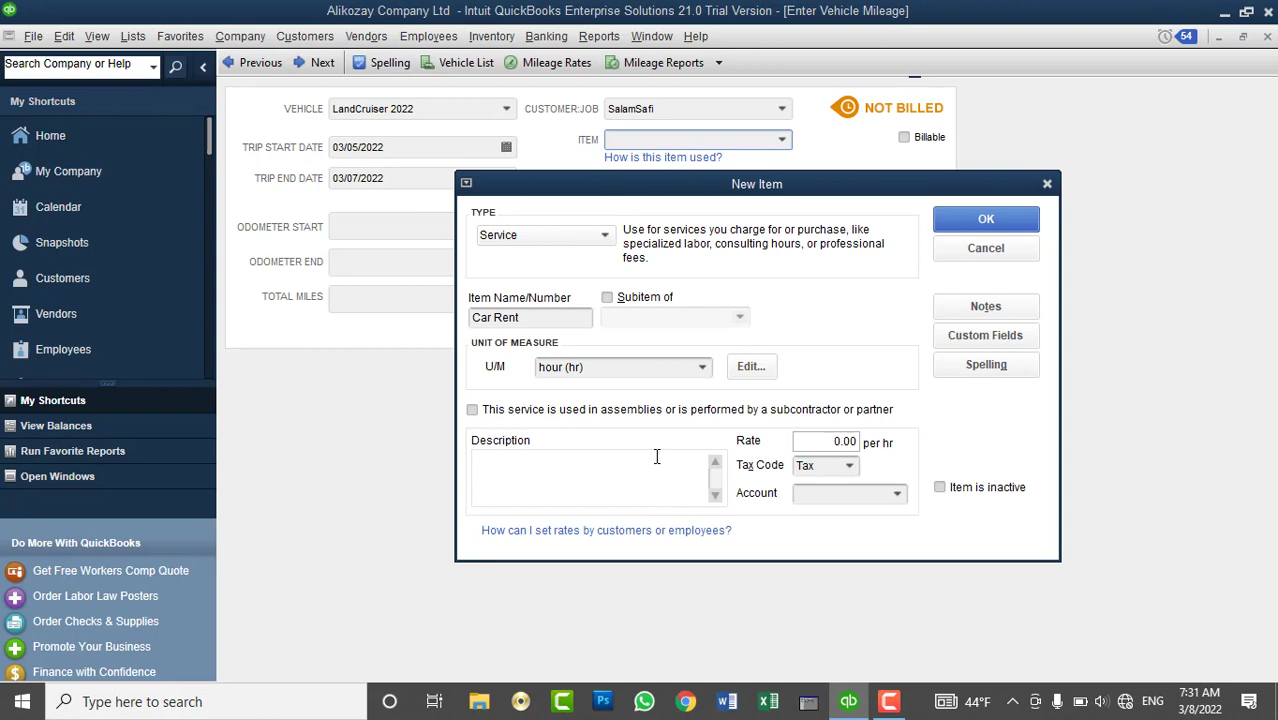 Alikozay Company Ltd - Intuit QuickBooks Enterprise Solutions 21.0 Trial Version - [Enter Vehicle Mileage]
File Edit View Lists Favorites Company Customers Vendors Employees Inventory Banking Reports Window Help
54
Search Company or Help
Previous Next Spelling Vehicle List Mileage Rates Mileage Reports
My Shortcuts
Home
My Company
Calendar
Snapshots
Customers
Vendors
Employees
My Shortcuts
View Balances
Run Favorite Reports
Open Windows
Do More With QuickBooks
Get Free Workers Comp Quote
Order Labor Law Posters
Order Checks & Supplies
Promote Your Business
Finance with Confidence
VEHICLE LandCruiser 2022 CUSTOMER:JOB SalamSafi NOT BILLED
TRIP START DATE 03/05/2022 ITEM Billable
How is this item used?
TRIP END DATE 03/07/2022
ODOMETER START
ODOMETER END
TOTAL MILES
New Item
TYPE
Service
Use for services you charge for or purchase, like
specialized labor, consulting hours, or professional
fees.
OK
Cancel
Notes
Custom Fields
Spelling
Item Name/Number Subitem of
Car Rent
UNIT OF MEASURE
U/M hour (hr) Edit...
This service is used in assemblies or is performed by a subcontractor or partner
Description
Rate 0.00 per hr
Tax Code Tax
Account
Item is inactive
How can I set rates by customers or employees?
Type here to search
44°F
ENG
7:31 AM
3/8/2022